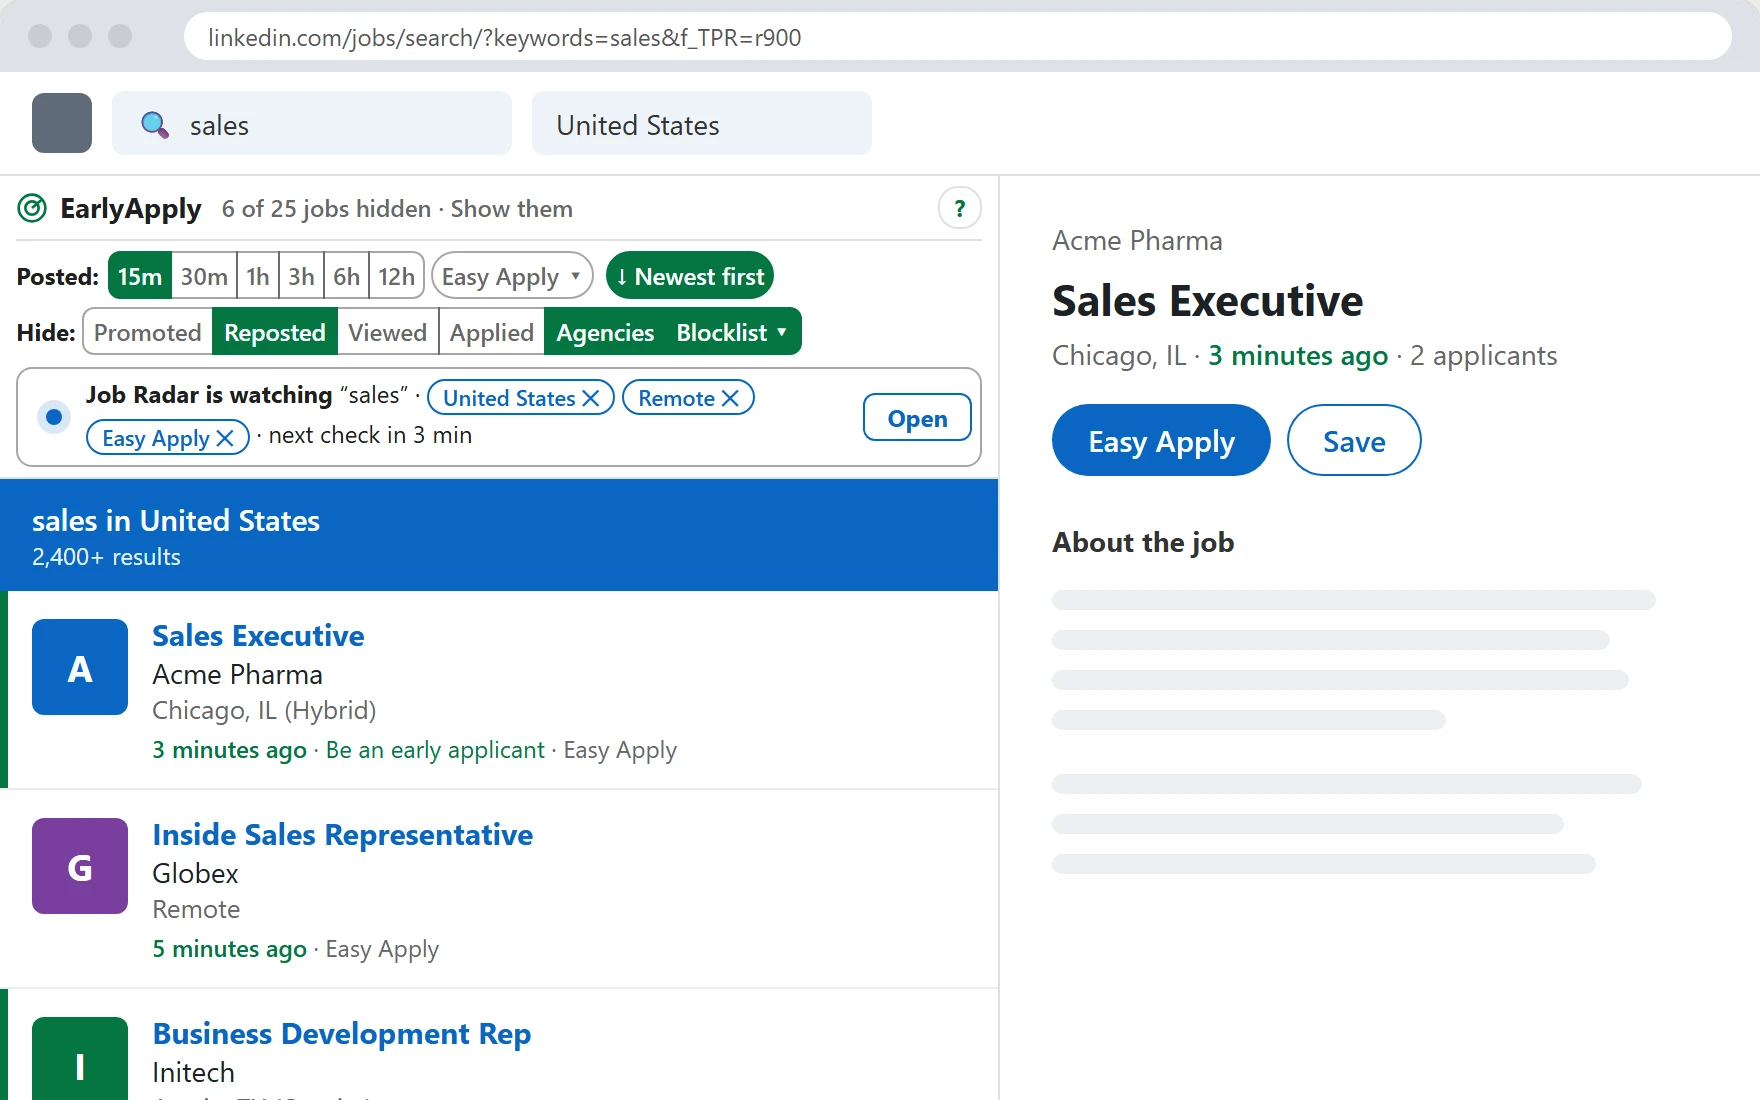 linkedin.com/jobs/search/?keywords=sales&f_TPR=r900
sales
United States
EarlyApply 6 of 25 jobs hidden · Show them ?
Posted: 15m 30m 1h 3h 6h 12h Easy Apply ▾ ↓ Newest first
Hide: Promoted Reposted Viewed Applied Agencies Blocklist ▾
Job Radar is watching “sales” · United States ✕ Remote ✕
Easy Apply ✕ · next check in 3 min
Open
sales in United States
2,400+ results
A
Sales Executive
Acme Pharma
Chicago, IL (Hybrid)
3 minutes ago · Be an early applicant · Easy Apply
G
Inside Sales Representative
Globex
Remote
5 minutes ago · Easy Apply
I
Business Development Rep
Initech
Acme Pharma
Sales Executive
Chicago, IL · 3 minutes ago · 2 applicants
Easy Apply
Save
About the job